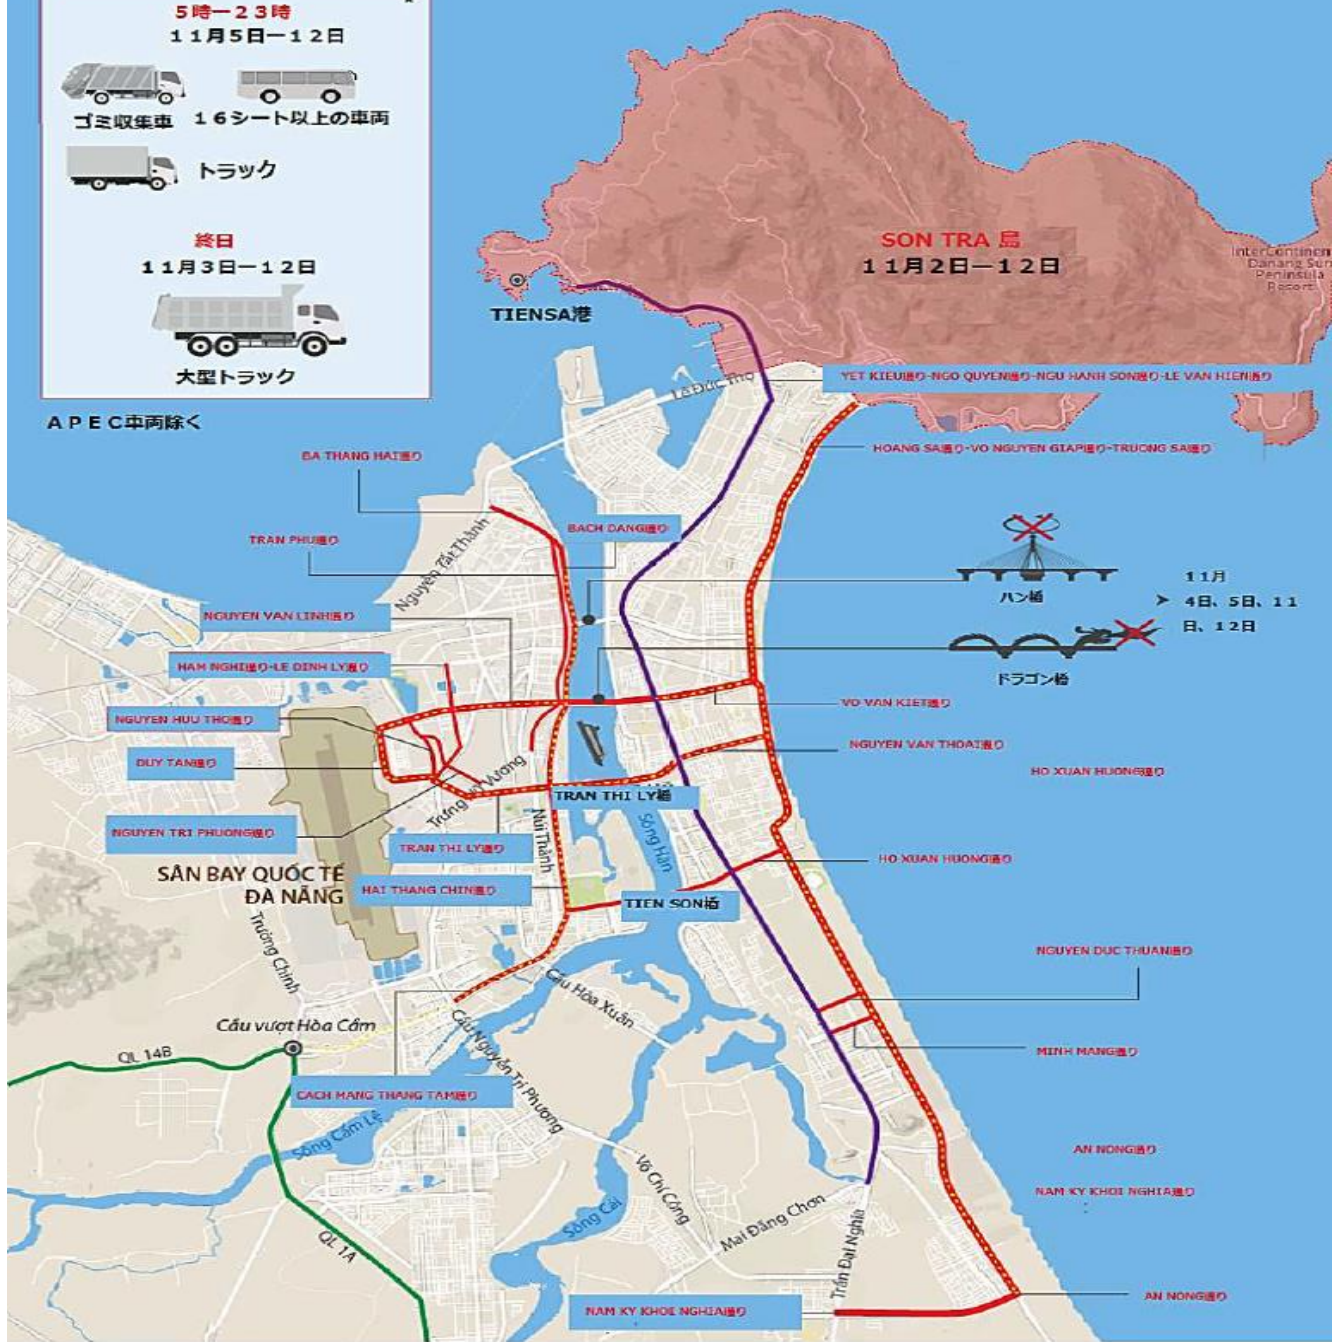 5時ー23時
11月5日ー12日
ゴミ収集車
16シート以上の車両
トラック
終日
11月3日ー12日
大型トラック
APEC車両除く
SON TRA 島
11月2日ー12日
InterContinen
Danang Sun
Peninsula
Resort
TIENSA港
Lê Đức Thọ
YET KIEU通り-NGO QUYEN通り-NGU HANH SON通り-LE VAN HIEN通り
HOANG SA通り-VO NGUYEN GIAP通り-TRUONG SA通り
BA THANG HAI通り
Nguyễn Tất Thành
TRAN PHU通り
BACH DANG通り
ハン橋
11月
4日、5日、11
日、12日
ドラゴン橋
NGUYEN VAN LINH通り
HAM NGHI通り-LE DINH LY通り
NGUYEN HUU THO通り
DUY TAN通り
VO VAN KIET通り
NGUYEN VAN THOAI通り
HO XUAN HUONG通り
TRAN THI LY橋
Trưng Nữ Vương
Núi Thành
Sông Hàn
NGUYEN TRI PHUONG通り
TRAN THI LY通り
HO XUAN HUONG通り
SÂN BAY QUỐC TẾ
ĐÀ NẴNG
HAI THANG CHIN通り
TIEN SON橋
Trường Chinh
NGUYEN DUC THUAN通り
Cầu Hòa Xuân
Cầu vượt Hòa Cầm
Cầu Nguyễn Tri Phương
QL 14B
MINH MANG通り
CACH MANG THANG TAM通り
Sông Cẩm Lệ
AN NONG通り
Võ Chí Công
NAM KY KHOI NGHIA通り
:
Mai Đăng Chơn
Sông Cái
QL 1A
Trần Đại Nghĩa
AN NONG通り
NAM KY KHOI NGHIA通り